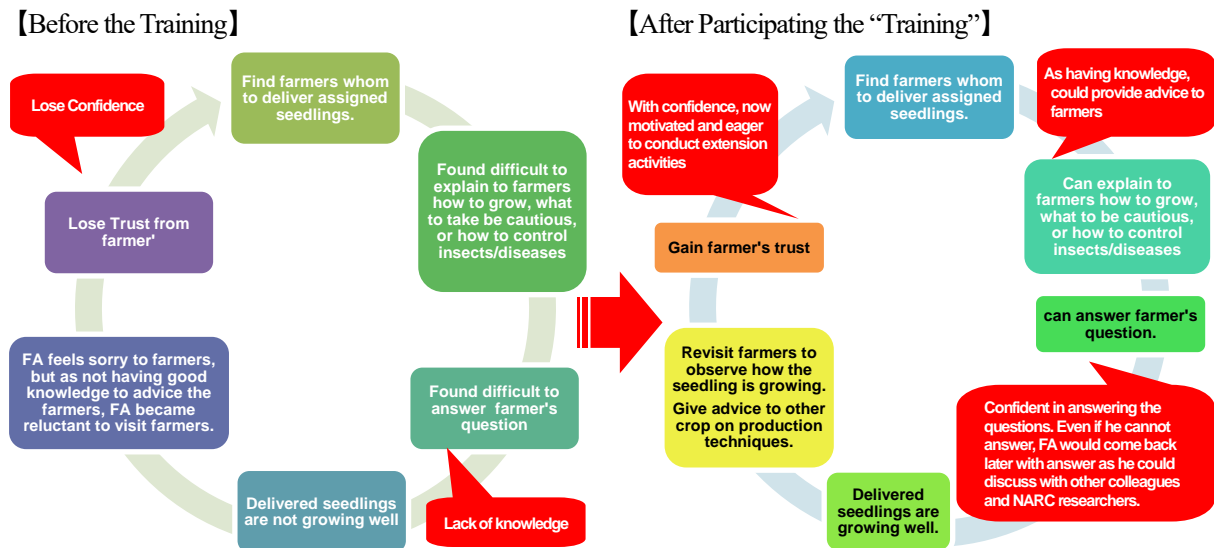 【Before the Training】
Lose Confidence
Find farmers whom
to deliver assigned
seedlings.
Found difficult to
explain to farmers
how to grow, what
to take be cautious,
or how to control
insects/diseases
Found difficult to
answer farmer's
question
Lack of knowledge
Delivered seedlings
are not growing well
FA feels sorry to farmers,
but as not having good
knowledge to advice the
farmers, FA became
reluctant to visit farmers.
Lose Trust from
farmer'
【After Participating the “Training”】
With confidence, now
motivated and eager
to conduct extension
activities
Find farmers whom
to deliver assigned
seedlings.
As having knowledge,
could provide advice to
farmers
Can explain to
farmers how to grow,
what to be cautious,
or how to control
insects/diseases
can answer farmer's
question.
Confident in answering the
questions. Even if he cannot
answer, FA would come back
later with answer as he could
discuss with other colleagues
and NARC researchers.
Delivered
seedlings are
growing well.
Revisit farmers to
observe how the
seedling is growing.
Give advice to other
crop on production
techniques.
Gain farmer's trust